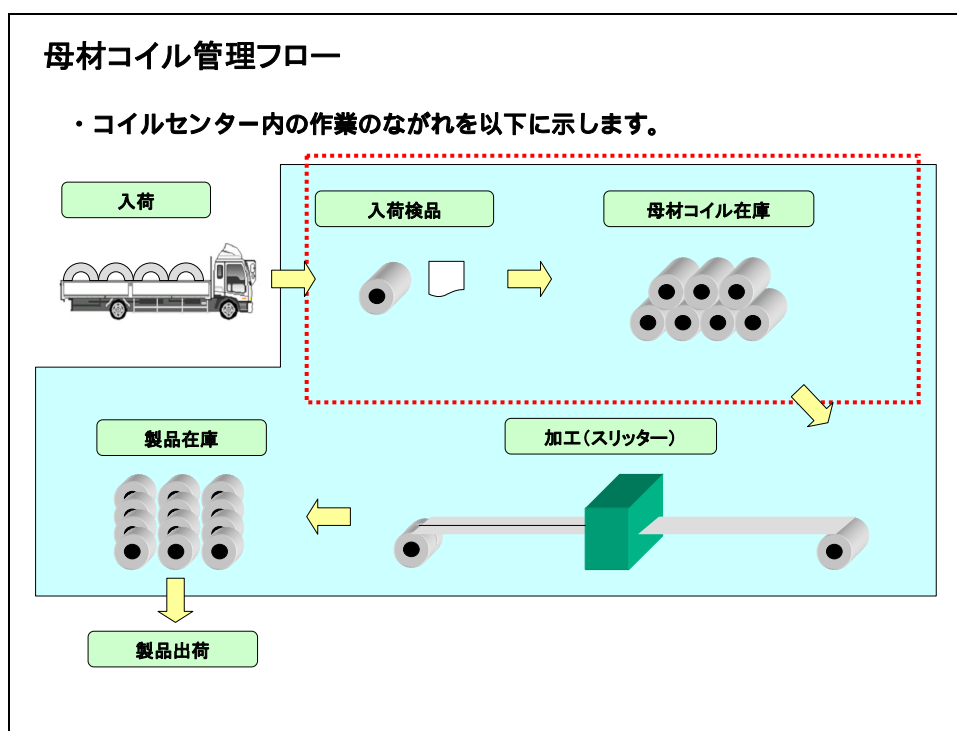 母材コイル管理フロー
・コイルセンター内の作業のながれを以下に示します。
入荷
入荷検品
母材コイル在庫
加工(スリッター)
製品在庫
製品出荷